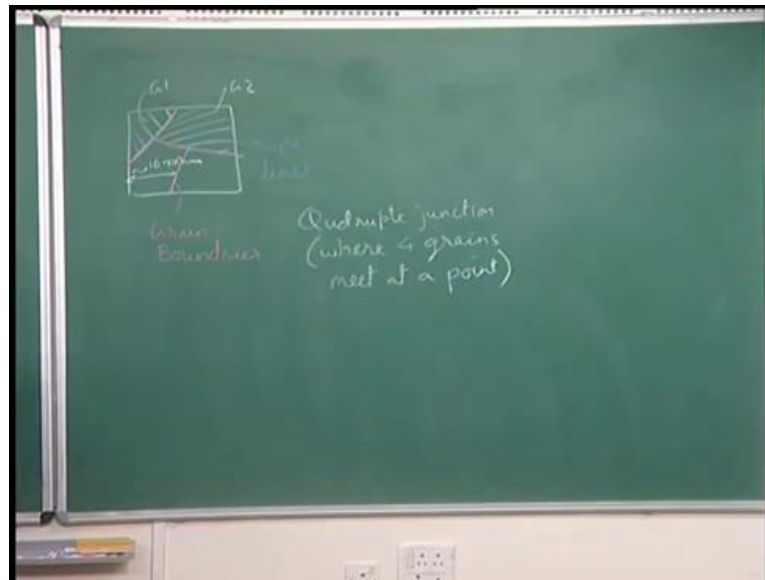 G1
G2
lines
Grain
Boundries
Qudruple junction
(where 4 grains
meet at a point)